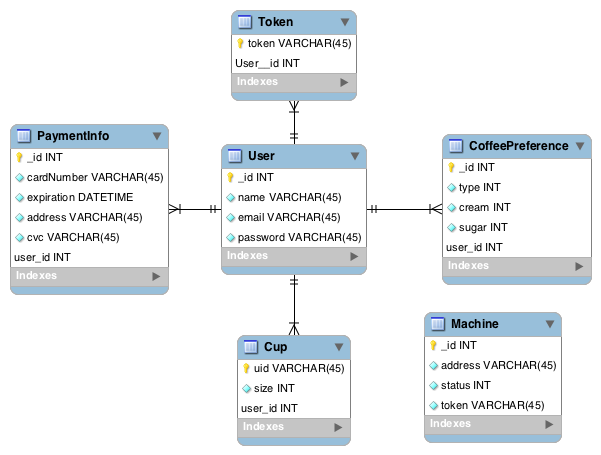 Token
token VARCHAR(45)
User__id INT
Indexes
PaymentInfo
_id INT
cardNumber VARCHAR(45)
expiration DATETIME
address VARCHAR(45)
cvc VARCHAR(45)
user_id INT
Indexes
User
_id INT
name VARCHAR(45)
email VARCHAR(45)
password VARCHAR(45)
Indexes
CoffeePreference
_id INT
type INT
cream INT
sugar INT
user_id INT
Indexes
Cup
uid VARCHAR(45)
size INT
user_id INT
Indexes
Machine
_id INT
address VARCHAR(45)
status INT
token VARCHAR(45)
Indexes